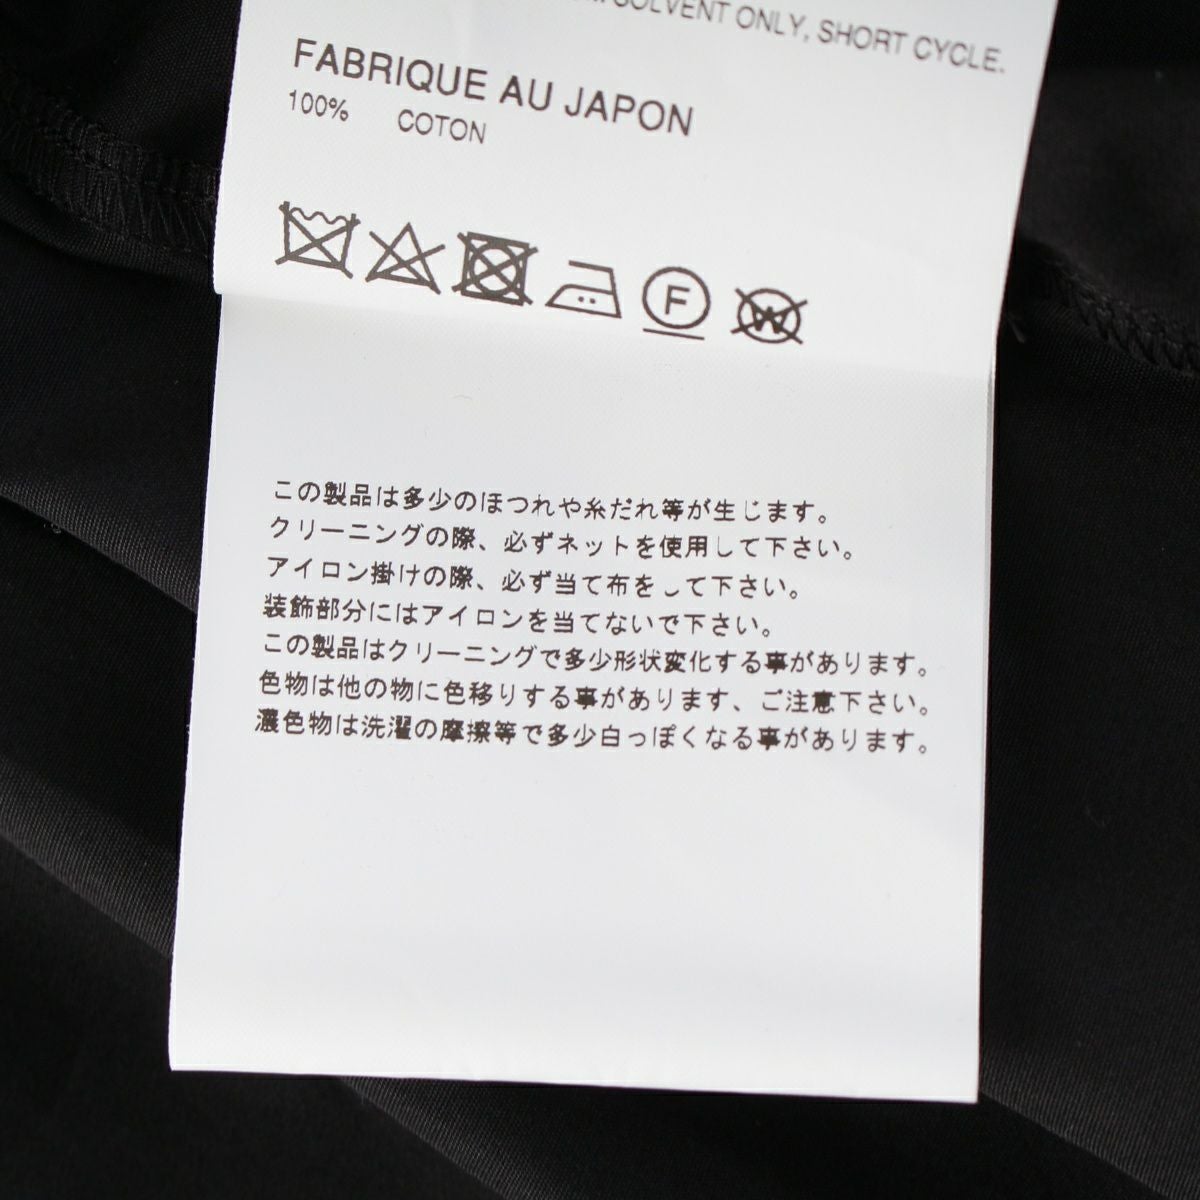 SOLVENT ONLY, SHORT CYCLE.
FABRIQUE AU JAPON
100% COTON
F
W
この製品は多少のほつれや糸だれ等が生じます。
クリーニングの際、必ずネットを使用して下さい。
アイロン掛けの際、必ず当て布をして下さい。
装飾部分にはアイロンを当てないで下さい。
この製品はクリーニングで多少形状変化する事があります。
色物は他の物に色移りする事があります、ご注意下さい。
濃色物は洗濯の摩擦等で多少白っぽくなる事があります。